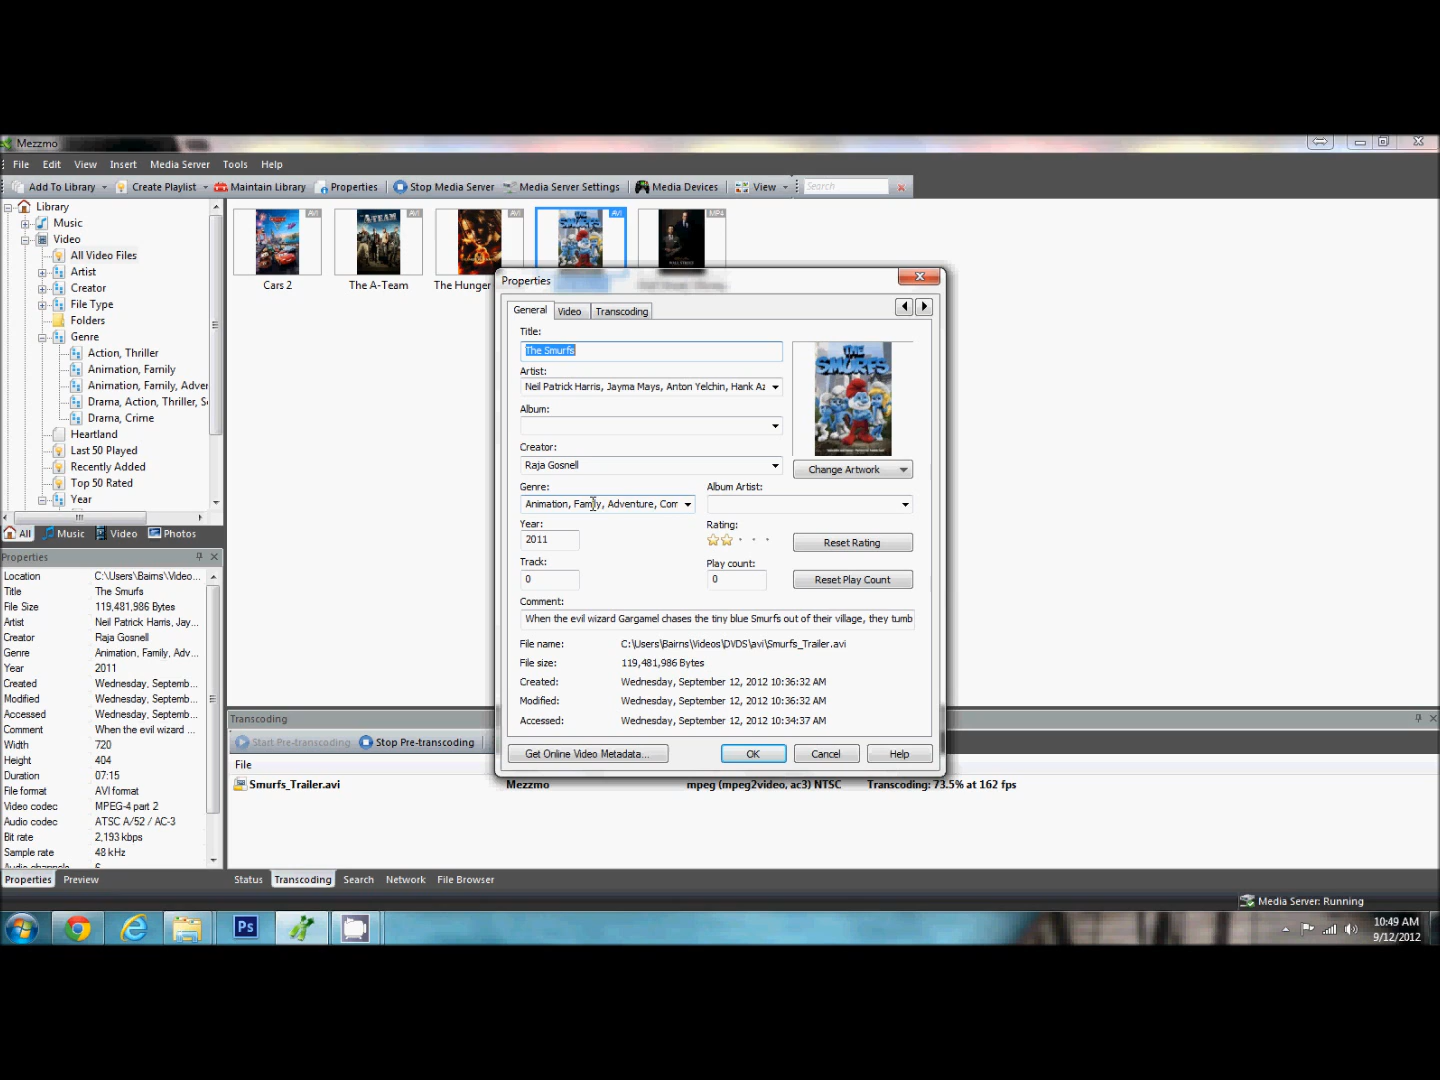 Mezzmo
File Edit View Insert Media Server Tools Help
Add To Library Create Playlist Maintain Library Properties Stop Media Server Media Server Settings Media Devices View Search
Library
Music
Video
All Video Files
Artist
Creator
File Type
Folders
Genre
Action, Thriller
Animation, Family
Animation, Family, Adver
Drama, Action, Thriller, S
Drama, Crime
Heartland
Last 50 Played
Recently Added
Top 50 Rated
Year
All Music Video Photos
AVI AVI AVI AVI MP4
Cars 2 The A-Team The Hunger
Properties
Location C:\Users\Bairns\Video...
Title The Smurfs
File Size 119,481,986 Bytes
Artist Neil Patrick Harris, Jay...
Creator Raja Gosnell
Genre Animation, Family, Adv...
Year 2011
Created Wednesday, Septemb...
Modified Wednesday, Septemb...
Accessed Wednesday, Septemb...
Comment When the evil wizard ...
Width 720
Height 404
Duration 07:15
File format AVI format
Video codec MPEG-4 part 2
Audio codec ATSC A/52 / AC-3
Bit rate 2,193 kbps
Sample rate 48 kHz
Properties Preview
Properties
General Video Transcoding
Title:
The Smurfs
Artist:
Neil Patrick Harris, Jayma Mays, Anton Yelchin, Hank Az
Album:
Creator:
Raja Gosnell
THE SMURFS
Change Artwork
Genre: Album Artist:
Animation, Family, Adventure, Com
Year: Rating:
2011 Reset Rating
Track: Play count:
0 0 Reset Play Count
Comment:
When the evil wizard Gargamel chases the tiny blue Smurfs out of their village, they tumb
File name: C:\Users\Bairns\Videos\DVDS\avi\Smurfs_Trailer.avi
File size: 119,481,986 Bytes
Created: Wednesday, September 12, 2012 10:36:32 AM
Modified: Wednesday, September 12, 2012 10:36:32 AM
Accessed: Wednesday, September 12, 2012 10:34:37 AM
Get Online Video Metadata... OK Cancel Help
Transcoding
Start Pre-transcoding Stop Pre-transcoding
File
Smurfs_Trailer.avi Mezzmo mpeg (mpeg2video, ac3) NTSC Transcoding: 73.5% at 162 fps
Status Transcoding Search Network File Browser
Media Server: Running
Ps
10:49 AM
9/12/2012